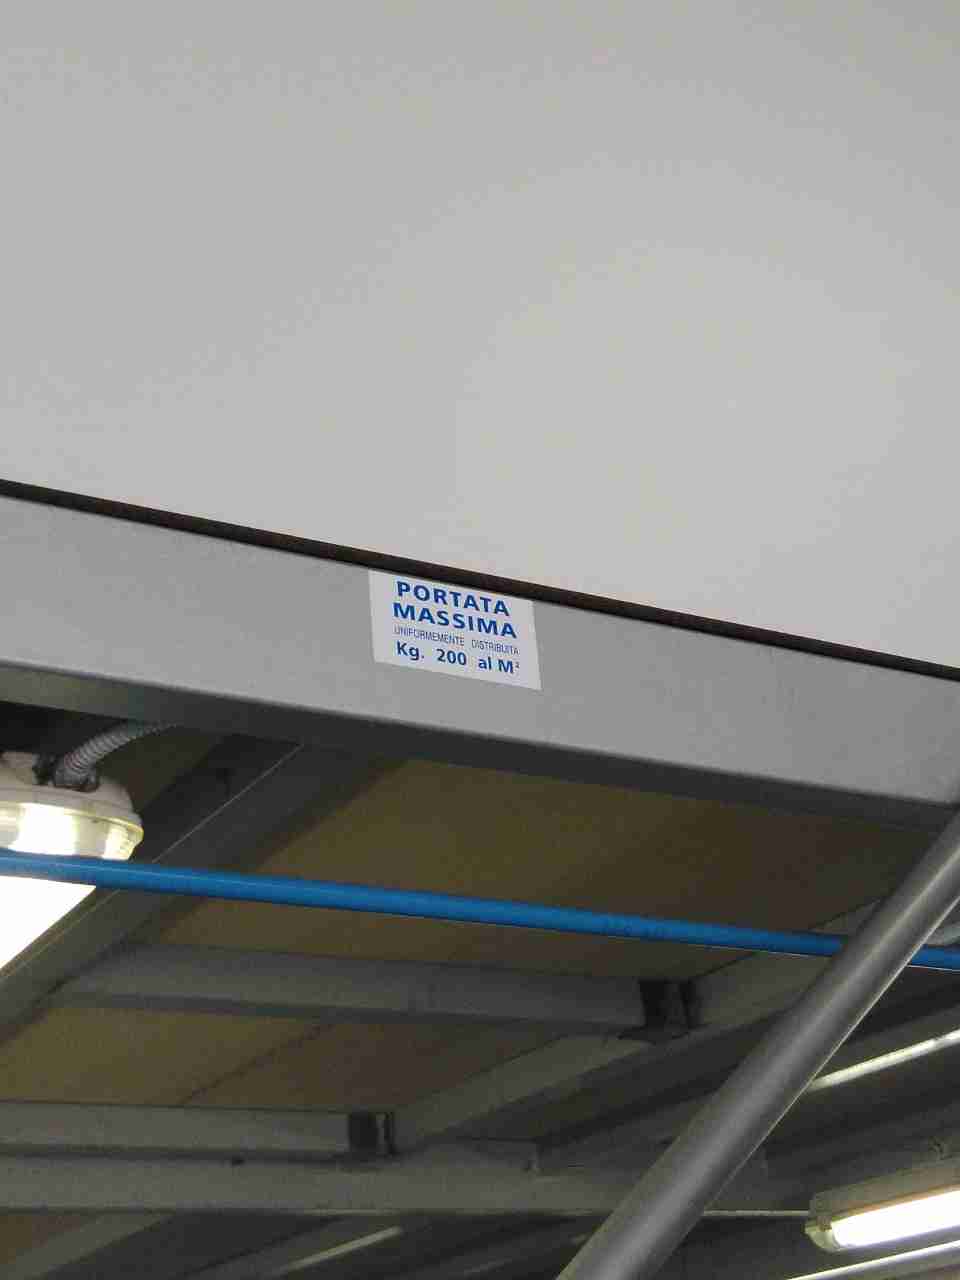 PORTATA
MASSIMA
UNIFORMEMENTE DISTRIBUITA
Kg. 200 al M²